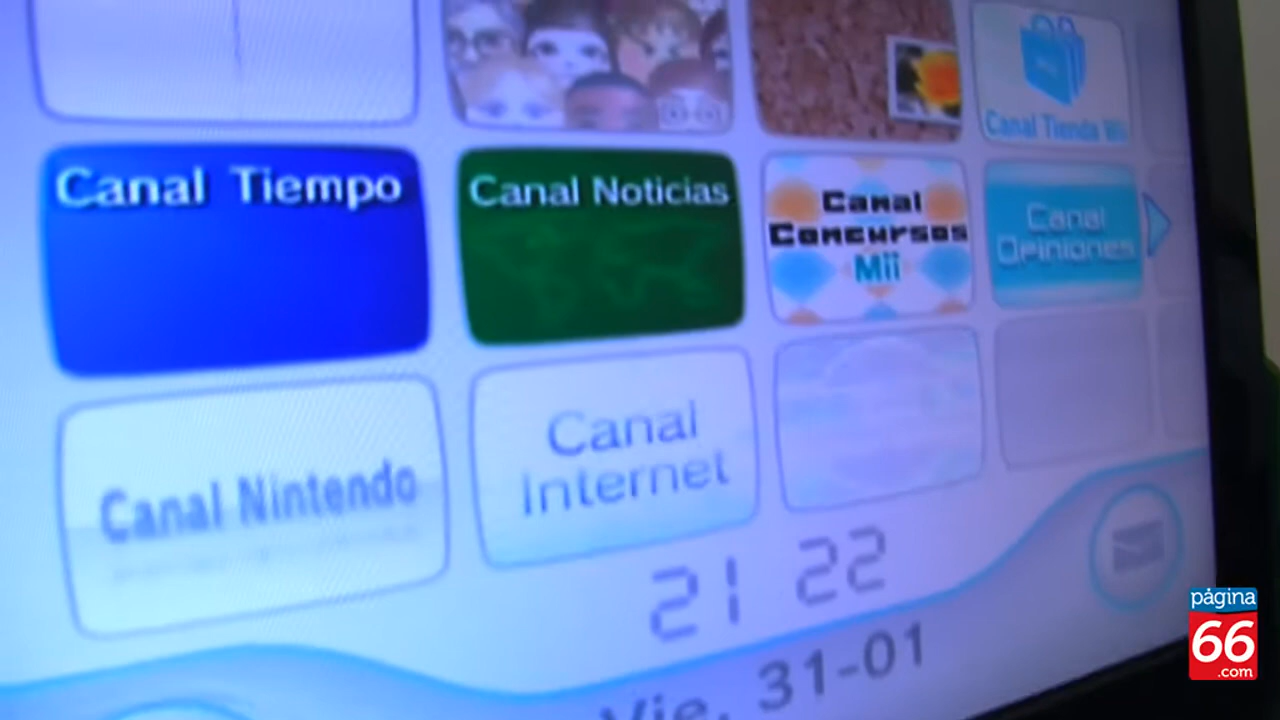 Canal Tienda Wii
Canal Tiempo
Canal Noticias
Canal
Concursos
Mii
Canal
Opiniones
Canal Nintendo
Canal
Internet
21 22
Vie, 31-01
página
66
.com